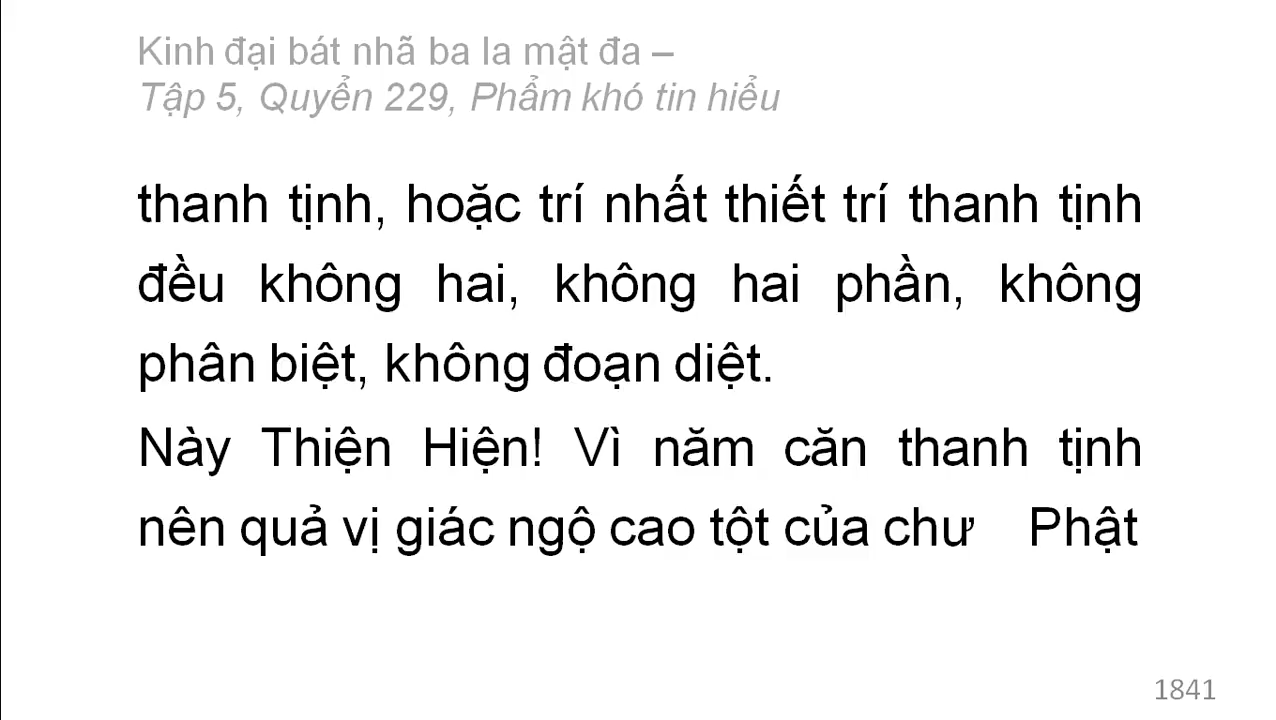 Kinh đại bát nhã ba la mật đa –
Tập 5, Quyển 229, Phẩm khó tin hiểu
thanh tịnh, hoặc trí nhất thiết trí thanh tịnh
đều không hai, không hai phần, không
phân biệt, không đoạn diệt.
Này Thiện Hiện! Vì năm căn thanh tịnh
nên quả vị giác ngộ cao tột của chư Phật
1841